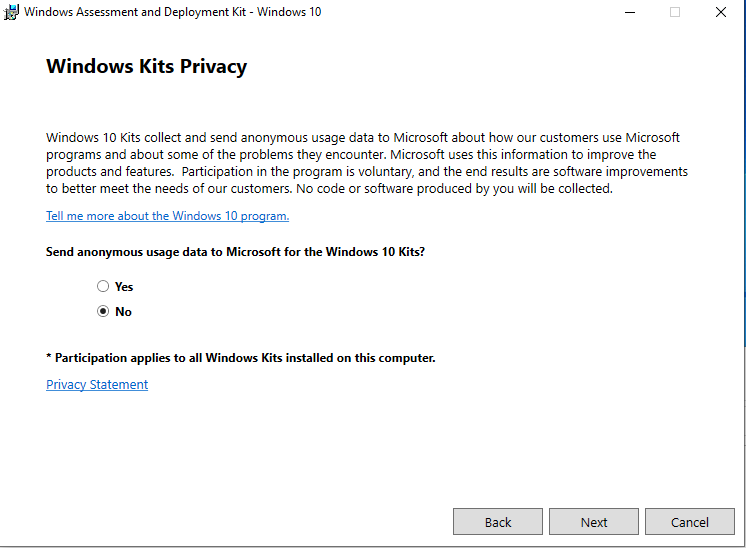 Windows Assessment and Deployment Kit - Windows 10
Windows Kits Privacy
Windows 10 Kits collect and send anonymous usage data to Microsoft about how our customers use Microsoft
programs and about some of the problems they encounter. Microsoft uses this information to improve the
products and features.  Participation in the program is voluntary, and the end results are software improvements
to better meet the needs of our customers. No code or software produced by you will be collected.
Tell me more about the Windows 10 program.
Send anonymous usage data to Microsoft for the Windows 10 Kits?
Yes
No
* Participation applies to all Windows Kits installed on this computer.
Privacy Statement
Back Next Cancel